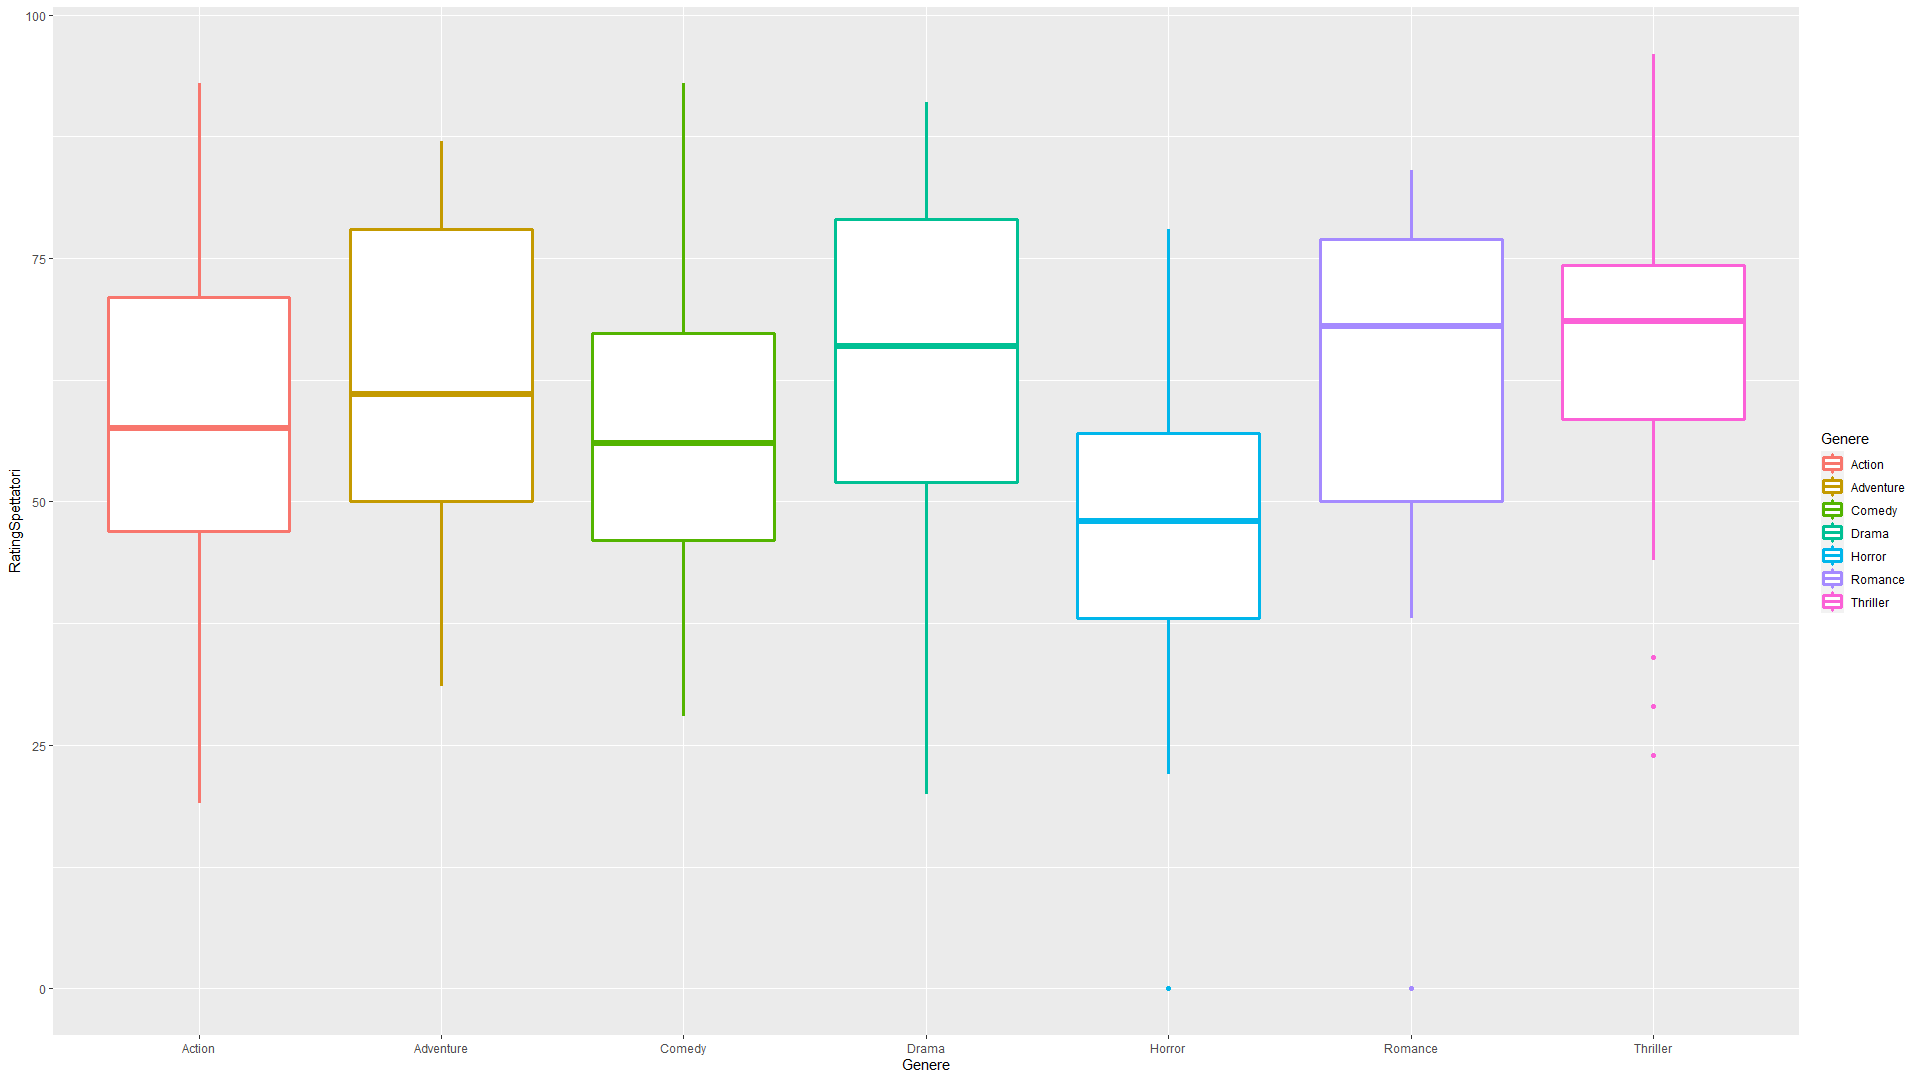 100
75
50
25
0
RatingSpettatori
Action
Adventure
Comedy
Drama
Horror
Romance
Thriller
Genere
Genere
Action
Adventure
Comedy
Drama
Horror
Romance
Thriller